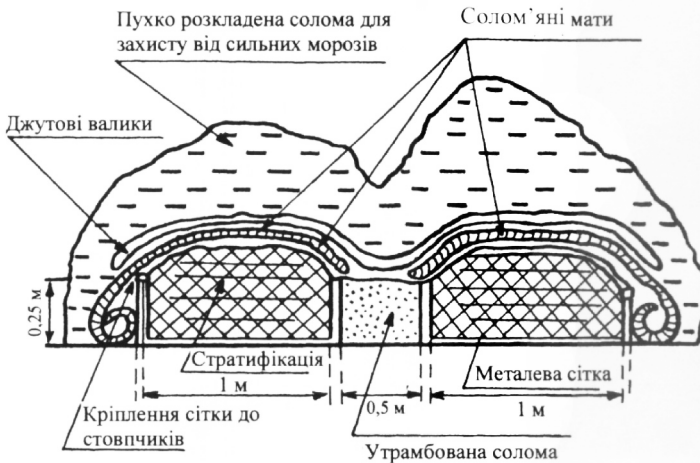 Пухко розкладена солома для
захисту від сильних морозів
Солом’яні мати
Джутові валики
0.25 м
Стратифікація
1 м
0,5 м
Металева сітка
1 м
Кріплення сітки до
стовпчиків
Утрамбована солома